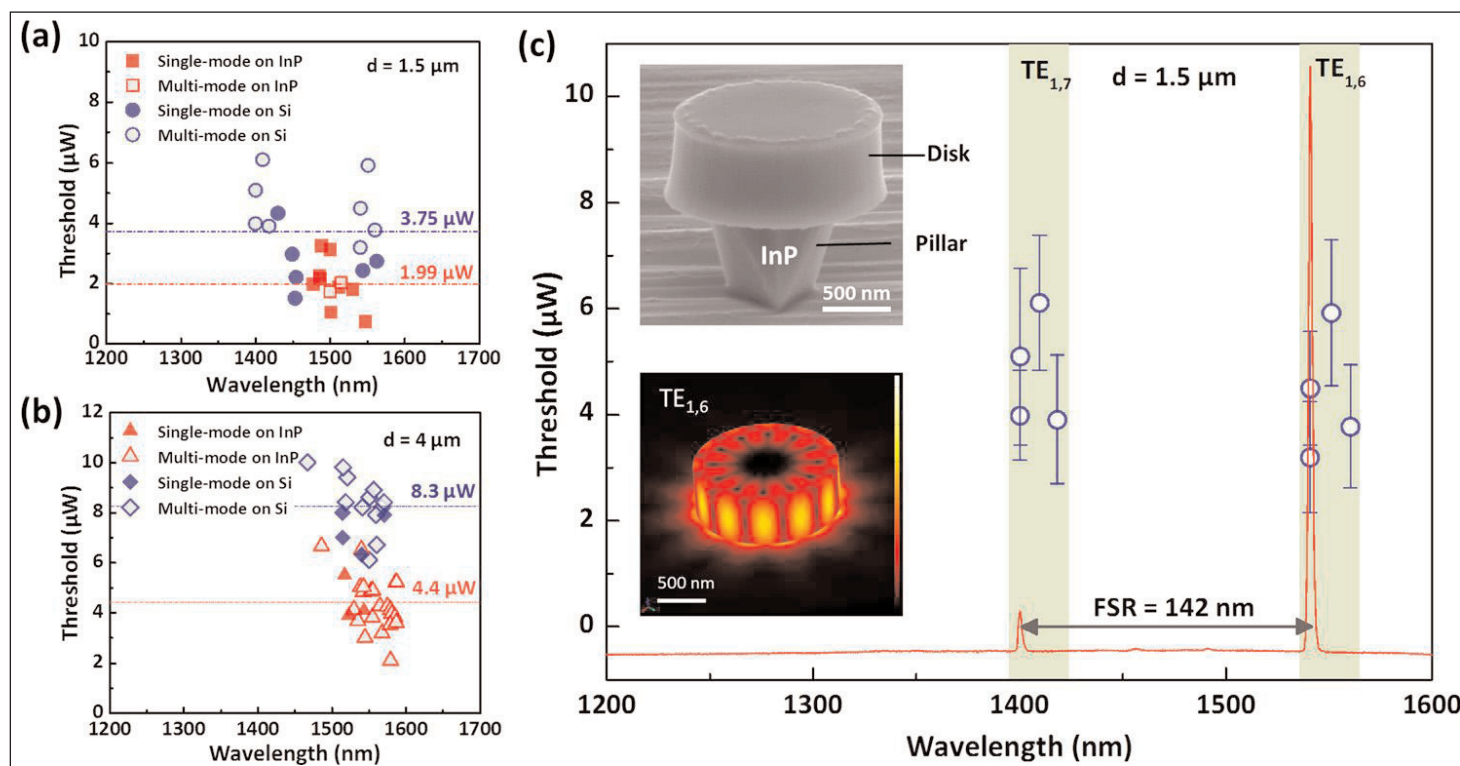 (a)
10
8
6
4
2
0
Threshold (μW)
Single-mode on InP
Multi-mode on InP
Single-mode on Si
Multi-mode on Si
d = 1.5 μm
3.75 μW
1.99 μW
1200 1300 1400 1500 1600 1700
Wavelength (nm)
(b)
12
10
8
6
4
2
0
Threshold (μW)
Single-mode on InP
Multi-mode on InP
Single-mode on Si
Multi-mode on Si
d = 4 μm
8.3 μW
4.4 μW
1200 1300 1400 1500 1600 1700
Wavelength (nm)
(c)
10
8
6
4
2
0
Threshold (μW)
TE1,7
d = 1.5 μm
TE1,6
Disk
Pillar
InP
500 nm
TE1,6
500 nm
FSR = 142 nm
1200 1300 1400 1500 1600
Wavelength (nm)